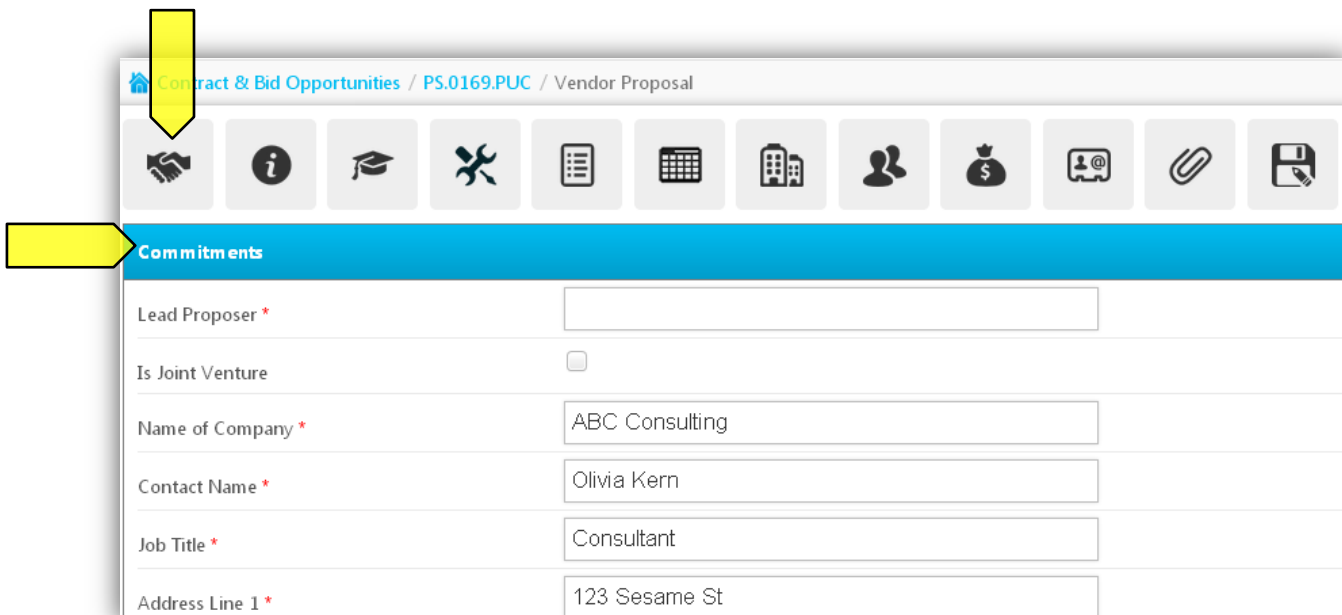 Contract & Bid Opportunities / PS.0169.PUC / Vendor Proposal
Commitments
Lead Proposer *
Is Joint Venture
Name of Company * ABC Consulting
Contact Name * Olivia Kern
Job Title * Consultant
Address Line 1 * 123 Sesame St